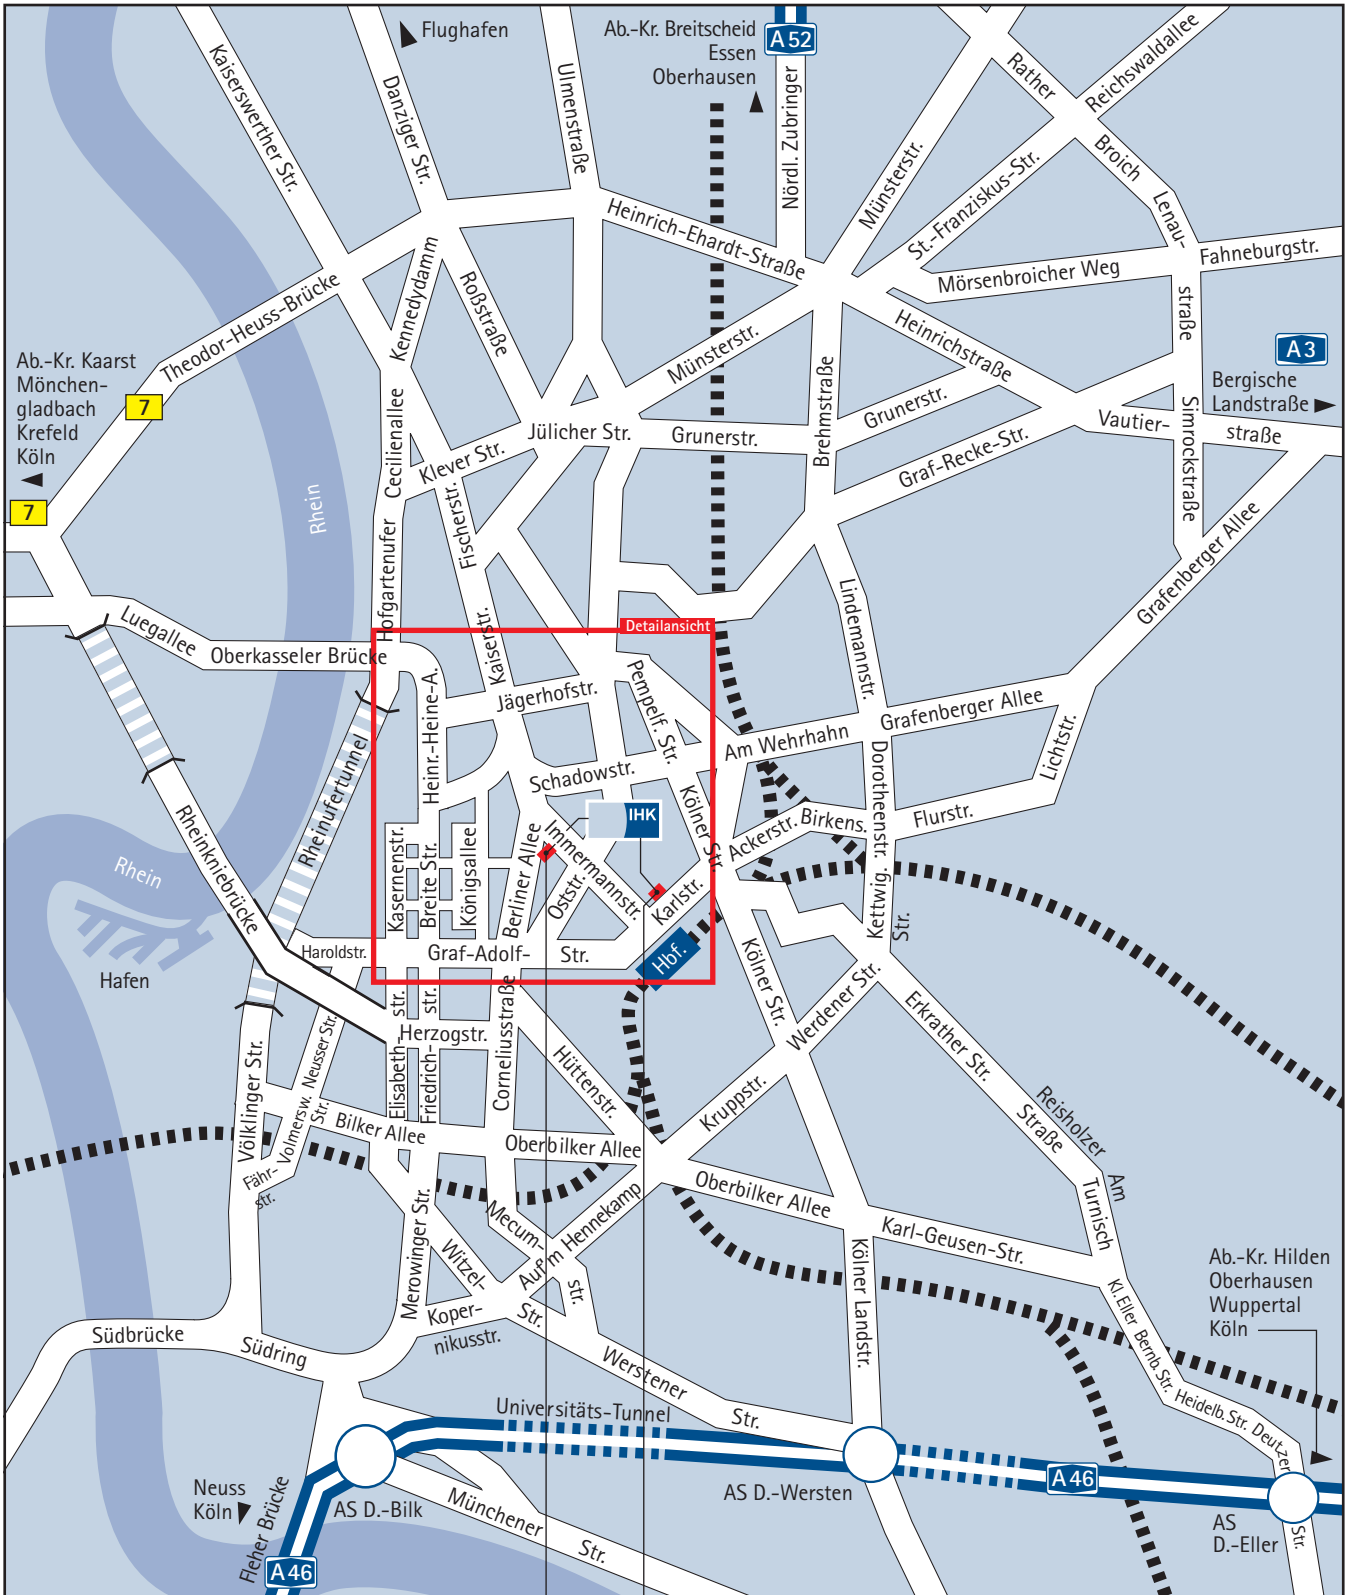 Flughafen
Ab.-Kr. Breitscheid
Essen
Oberhausen
A 52
Kaiserswerther Str.
Danziger Str.
Ulmenstraße
Nördl. Zubringer
Münsterstr.
Rather
Broich
Reichswaldallee
St.-Franziskus-Str.
Lenau-
straße
Fahneburgstr.
Mörsenbroicher Weg
Heinrich-Ehardt-Straße
Kennedydamm
Roßstraße
Theodor-Heuss-Brücke
Münsterstr.
Heinrichstraße
A 3
Bergische
Landstraße
Ab.-Kr. Kaarst
Mönchen-
gladbach
Krefeld
Köln
7
7
Cecilienallee
Klever Str.
Jülicher Str.
Grunerstr.
Brehmstraße
Grunerstr.
Graf-Recke-Str.
Vautier-
straße
Simrockstraße
Grafenberger Allee
Rhein
Hofgartenufer
Fischerstr.
Kaiserstr.
Lindemannstr.
Luegallee
Oberkasseler Brücke
Detailansicht
Heinr.-Heine-A.
Jägerhofstr.
Pempelf. Str.
Am Wehrhahn
Grafenberger Allee
Lichtstr.
Schadowstr.
Rheinufertunnel
Rheinkniebrücke
IHK
Kölner Str.
Ackerstr.
Birkens.
Dorotheenstr.
Flurstr.
Kasernenstr.
Breite Str.
Königsallee
Berliner Allee
Immermannstr.
Oststr.
Karlstr.
Kettwig.
Str.
Rhein
Hafen
Haroldstr.
Graf-Adolf-
Str.
Hbf.
Kölner Str.
Werdener Str.
Erkrather Str.
Elisabeth-
str.
Friedrich-
str.
Herzogstr.
Corneliusstraße
Hüttenstr.
Kruppstr.
Reisholzer
Straße
Völklinger Str.
Neusser Str.
Volmersw.
Str.
Fähr-
str.
Bilker Allee
Oberbilker Allee
Oberbilker Allee
Karl-Geusen-Str.
Am
Turnisch
Merowinger Str.
Witzel-
Str.
Mecum-
str.
Auf'm Hennekamp
Koper-
nikusstr.
Kölner Landstr.
Kl. Eller
Bernb. Str.
Heidelb. Str.
Deutzer
Str.
Ab.-Kr. Hilden
Oberhausen
Wuppertal
Köln
Südbrücke
Südring
Werstener
Str.
Universitäts-Tunnel
AS D.-Wersten
A 46
AS
D.-Eller
Neuss
Köln
Fleher Brücke
AS D.-Bilk
A 46
Münchener
Str.